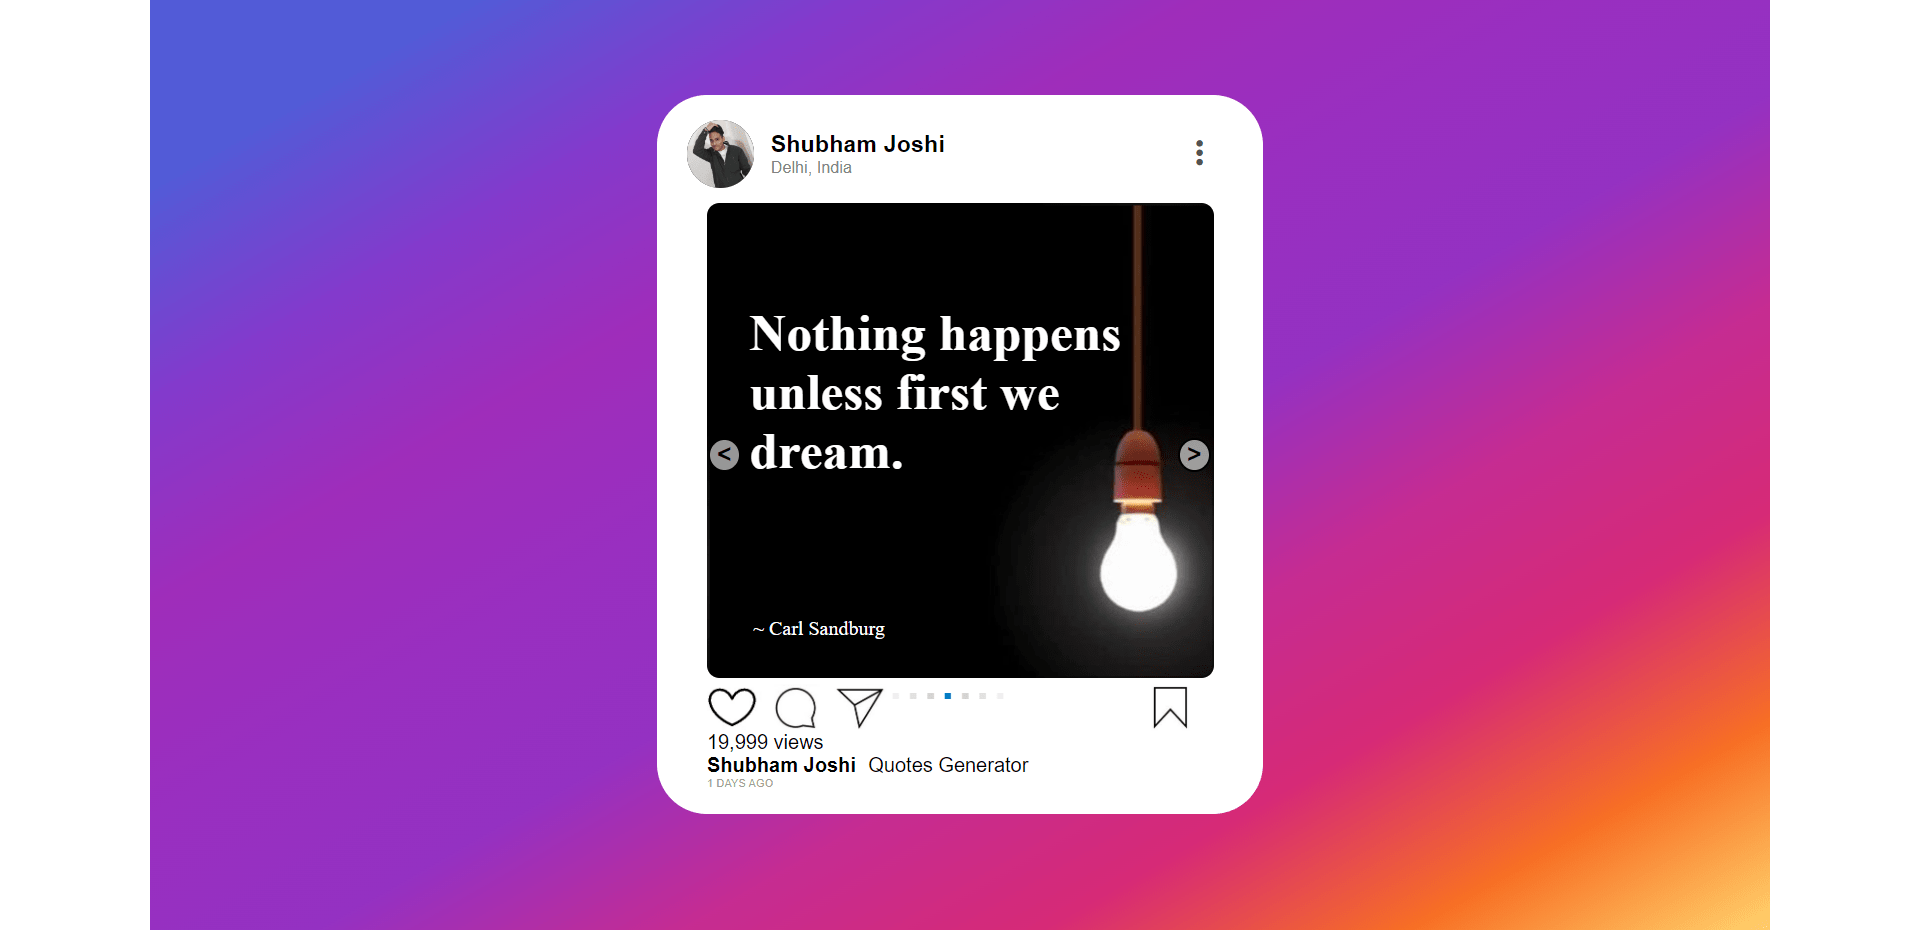 Shubham Joshi
Delhi, India
Nothing happens
unless first we
dream.
< >
~ Carl Sandburg
19,999 views
Shubham Joshi Quotes Generator
1 DAYS AGO